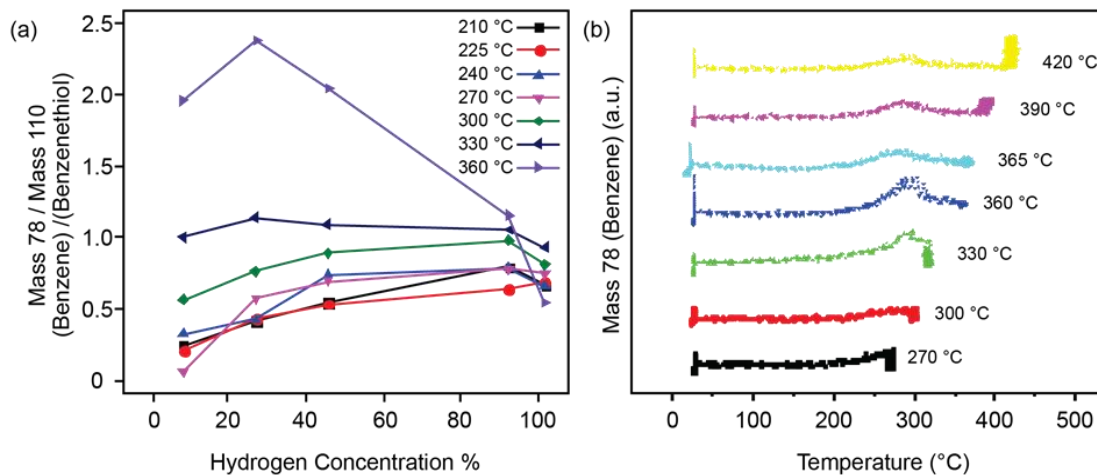 (a)
Mass 78 / Mass 110
(Benzene) /(Benzenethiol)
2.5
2.0
1.5
1.0
0.5
0
0
20
40
60
80
100
Hydrogen Concentration %
210 °C
225 °C
240 °C
270 °C
300 °C
330 °C
360 °C
(b)
Mass 78 (Benzene) (a.u.)
420 °C
390 °C
365 °C
360 °C
330 °C
300 °C
270 °C
0
100
200
300
400
500
Temperature (°C)